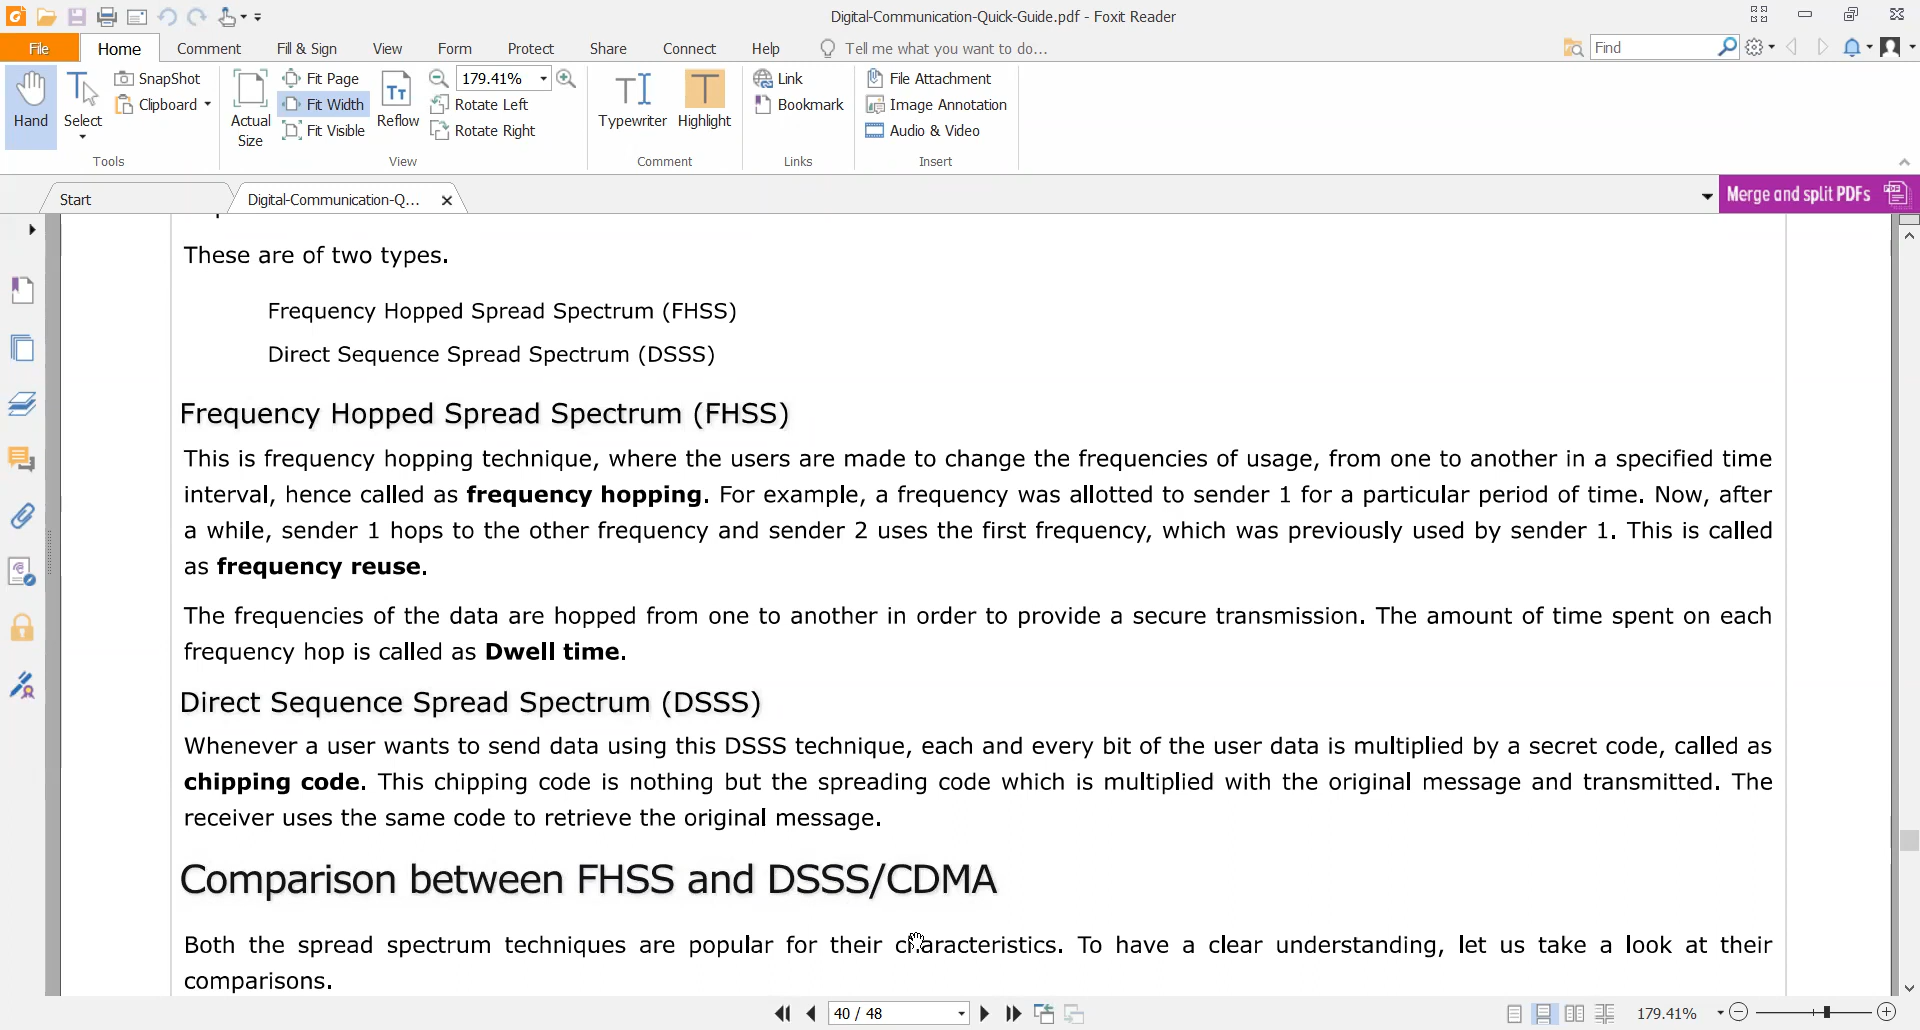 Digital-Communication-Quick-Guide.pdf - Foxit Reader
File Home Comment Fill & Sign View Form Protect Share Connect Help Tell me what you want to do... Find
Hand Select SnapShot Clipboard Actual Size Fit Page Fit Width Fit Visible Reflow 179.41% Rotate Left Rotate Right Typewriter Highlight Link Bookmark File Attachment Image Annotation Audio & Video
Tools View Comment Links Insert
Start Digital-Communication-Q... Merge and split PDFs
These are of two types.
Frequency Hopped Spread Spectrum (FHSS)
Direct Sequence Spread Spectrum (DSSS)
Frequency Hopped Spread Spectrum (FHSS)
This is frequency hopping technique, where the users are made to change the frequencies of usage, from one to another in a specified time
interval, hence called as frequency hopping. For example, a frequency was allotted to sender 1 for a particular period of time. Now, after
a while, sender 1 hops to the other frequency and sender 2 uses the first frequency, which was previously used by sender 1. This is called
as frequency reuse.
The frequencies of the data are hopped from one to another in order to provide a secure transmission. The amount of time spent on each
frequency hop is called as Dwell time.
Direct Sequence Spread Spectrum (DSSS)
Whenever a user wants to send data using this DSSS technique, each and every bit of the user data is multiplied by a secret code, called as
chipping code. This chipping code is nothing but the spreading code which is multiplied with the original message and transmitted. The
receiver uses the same code to retrieve the original message.
Comparison between FHSS and DSSS/CDMA
Both the spread spectrum techniques are popular for their characteristics. To have a clear understanding, let us take a look at their
comparisons.
40 / 48 179.41%